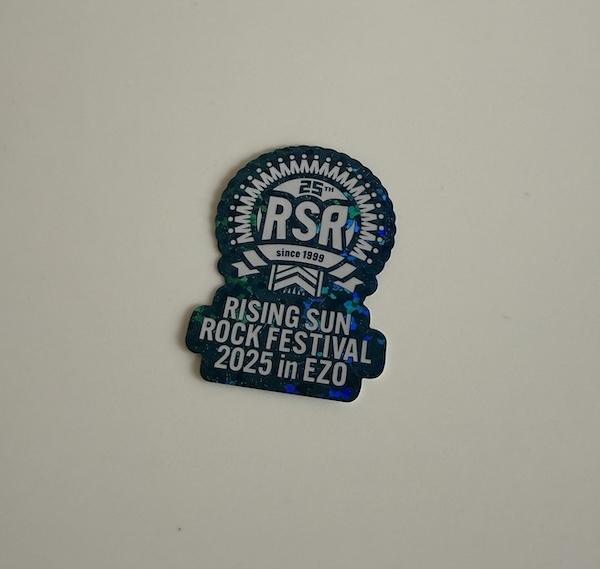 25TH
RSR
since 1999
RISING SUN
ROCK FESTIVAL
2025 in EZO